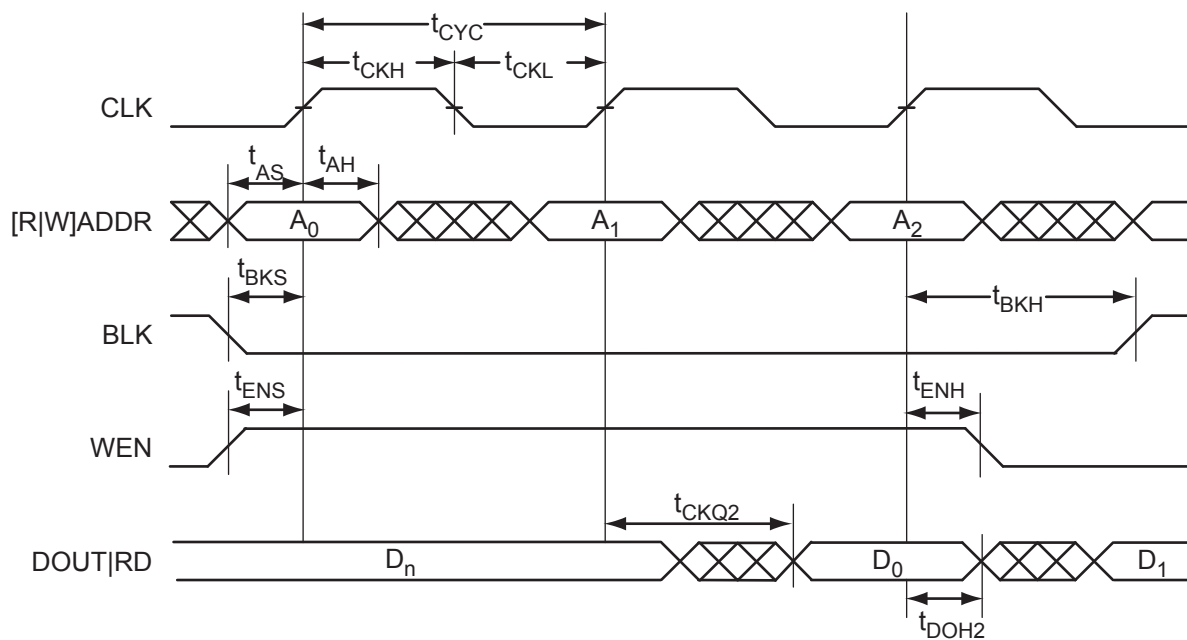 tCYC
tCKH tCKL
CLK
tAS tAH
[R|W]ADDR A0 A1 A2
tBKS tBKH
BLK
tENS tENH
WEN
tCKQ2
DOUT|RD Dn D0 D1
tDOH2